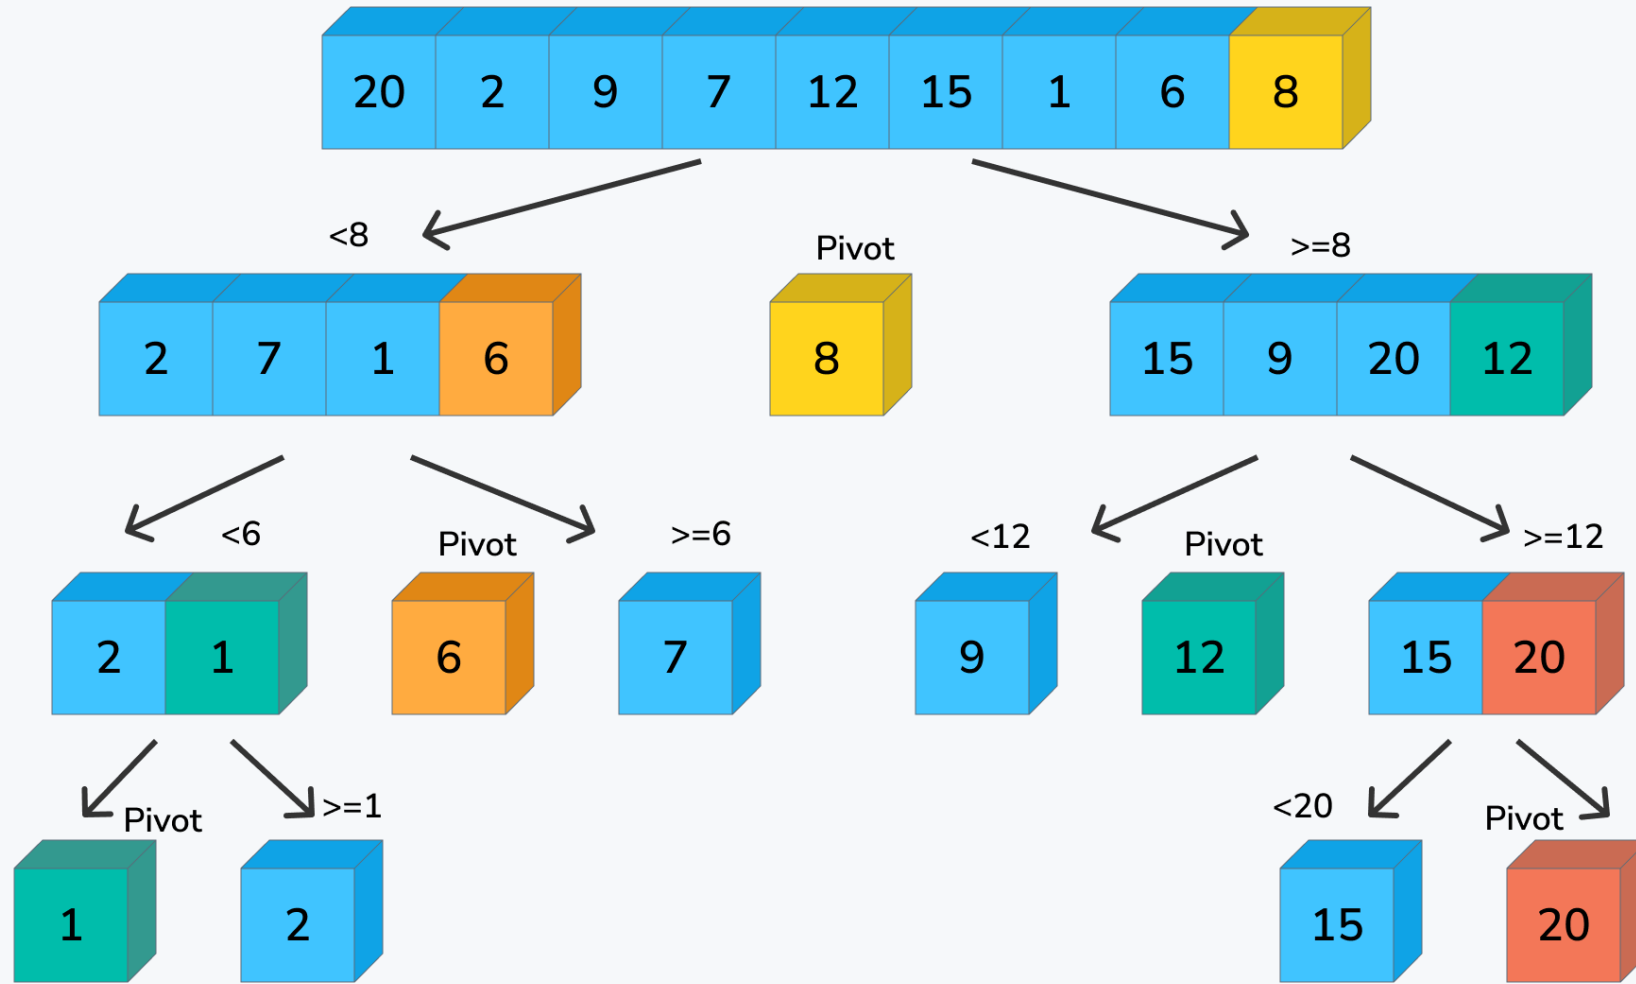 20 2 9 7 12 15 1 6 8
<8 Pivot >=8
2 7 1 6 8 15 9 20 12
<6 Pivot >=6 <12 Pivot >=12
2 1 6 7 9 12 15 20
Pivot >=1 <20 Pivot
1 2 15 20